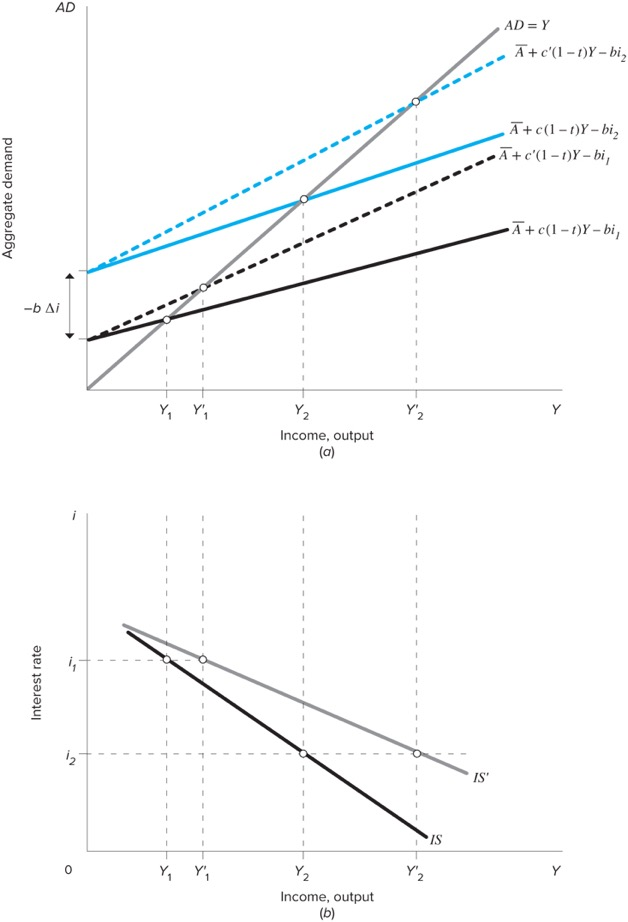 AD
AD = Y
A̅ + c'(1 – t)Y – bi₂
A̅ + c (1 – t)Y – bi₂
A̅ + c'(1 – t)Y – bi₁
A̅ + c (1 – t)Y – bi₁
Aggregate demand
–b Δi
Y₁ Y'₁ Y₂ Y'₂ Y
Income, output
(a)
i
Interest rate
i₁
i₂
IS'
IS
0 Y₁ Y'₁ Y₂ Y'₂ Y
Income, output
(b)